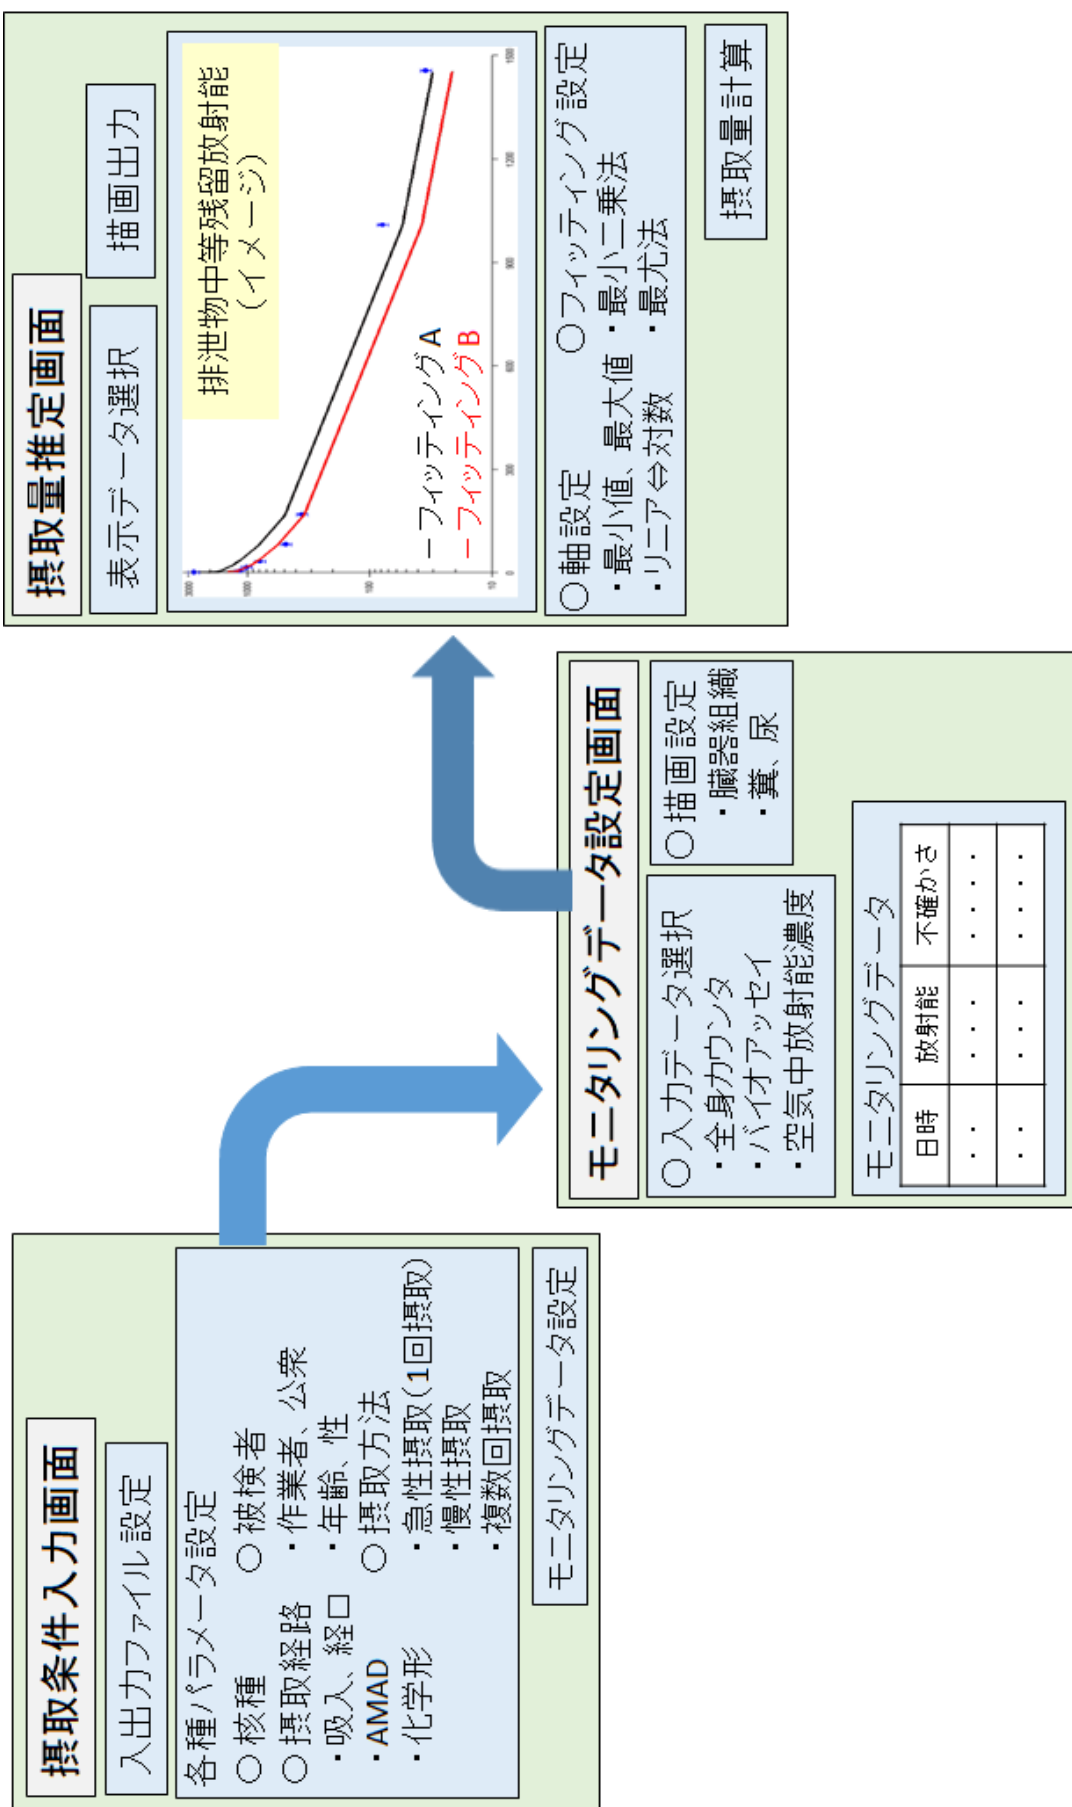 摂取条件入力画面
入出力ファイル設定
各種パラメータ設定
○核種
○摂取経路
・吸入、経口
・AMAD
・化学形
○被検者
・作業者、公衆
・年齢、性
○摂取方法
・急性摂取(1回摂取)
・慢性摂取
・複数回摂取
モニタリングデータ設定
モニタリングデータ設定画面
○入力データ選択
・全身カウンタ
・バイオアッセイ
・空気中放射能濃度
○描画設定
・臓器組織
・糞、尿
モニタリングデータ
日時 放射能 不確かさ
・・ ・・・ ・・・・
・・ ・・・ ・・・・
摂取量推定画面
表示データ選択
描画出力
排泄物中等残留放射能
(イメージ)
3000
1000
100
10
0 300 600 900 1200 1500
ーフィッティングA
ーフィッティングB
○軸設定
・最小値、最大値
・リニア⇔対数
○フィッティング設定
・最小二乗法
・最尤法
摂取量計算